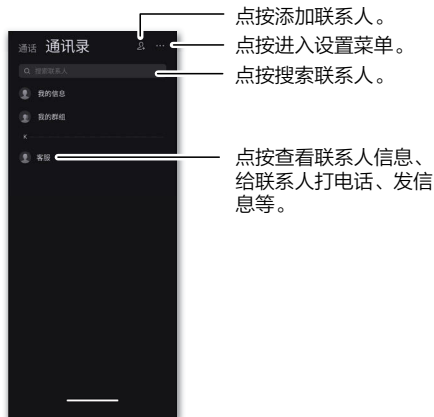 点按添加联系人。
通话 通讯录
点按进入设置菜单。
搜索联系人
点按搜索联系人。
我的信息
我的群组
K
客服
点按查看联系人信息、
给联系人打电话、发信
息等。